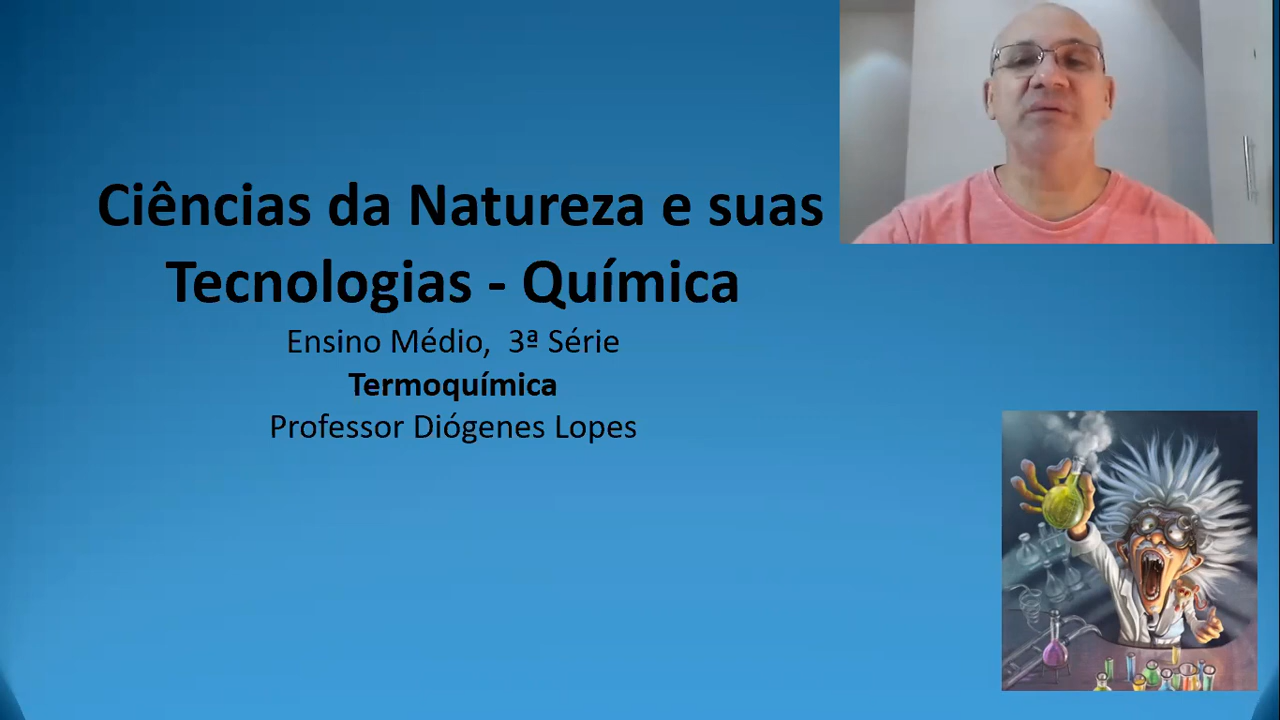 Ciências da Natureza e suas
Tecnologias - Química
Ensino Médio, 3ª Série
Termoquímica
Professor Diógenes Lopes